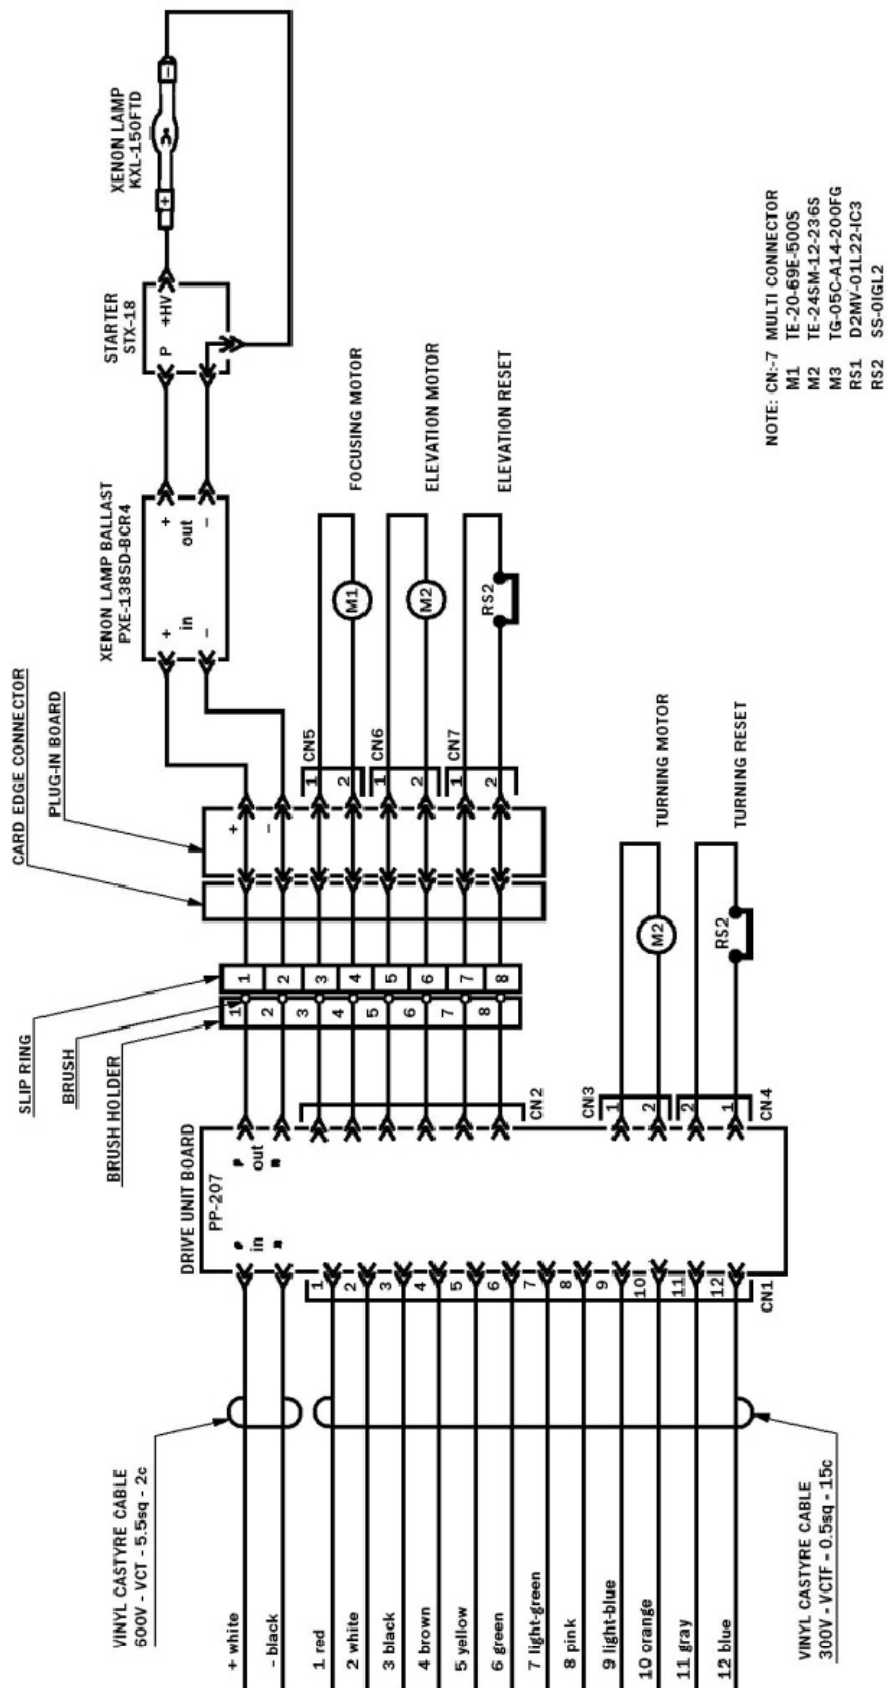 XENON LAMP
KXL-150FTD
+
−
STARTER
STX-18
P
+HV
XENON LAMP BALLAST
PXE-138SD-BCR4
+
in
−
+
out
−
CARD EDGE CONNECTOR
PLUG-IN BOARD
+
−
CN5
1
2
CN6
1
2
CN7
1
2
FOCUSING MOTOR
M1
ELEVATION MOTOR
M2
ELEVATION RESET
RS2
SLIP RING
BRUSH
BRUSH HOLDER
1
2
3
4
5
6
7
8
1
2
3
4
5
6
7
8
DRIVE UNIT BOARD
PP-207
P
in
N
P
out
N
CN2
CN3
1
2
2
1
CN4
TURNING MOTOR
M2
TURNING RESET
RS2
1
2
3
4
5
6
7
8
9
10
11
12
CN1
VINYL CASTYRE CABLE
600V - VCT - 5.5sq - 2c
+ white
- black
1 red
2 white
3 black
4 brown
5 yellow
6 green
7 light-green
8 pink
9 light-blue
10 orange
11 gray
12 blue
VINYL CASTYRE CABLE
300V - VCTF - 0.5sq - 15c
NOTE: CN:-7 MULTI CONNECTOR
M1 TE-20-69E-500S
M2 TE-24SM-12-236S
M3 TG-05C-A14-200FG
RS1 D2MV-01L22-IC3
RS2 SS-0IGL2